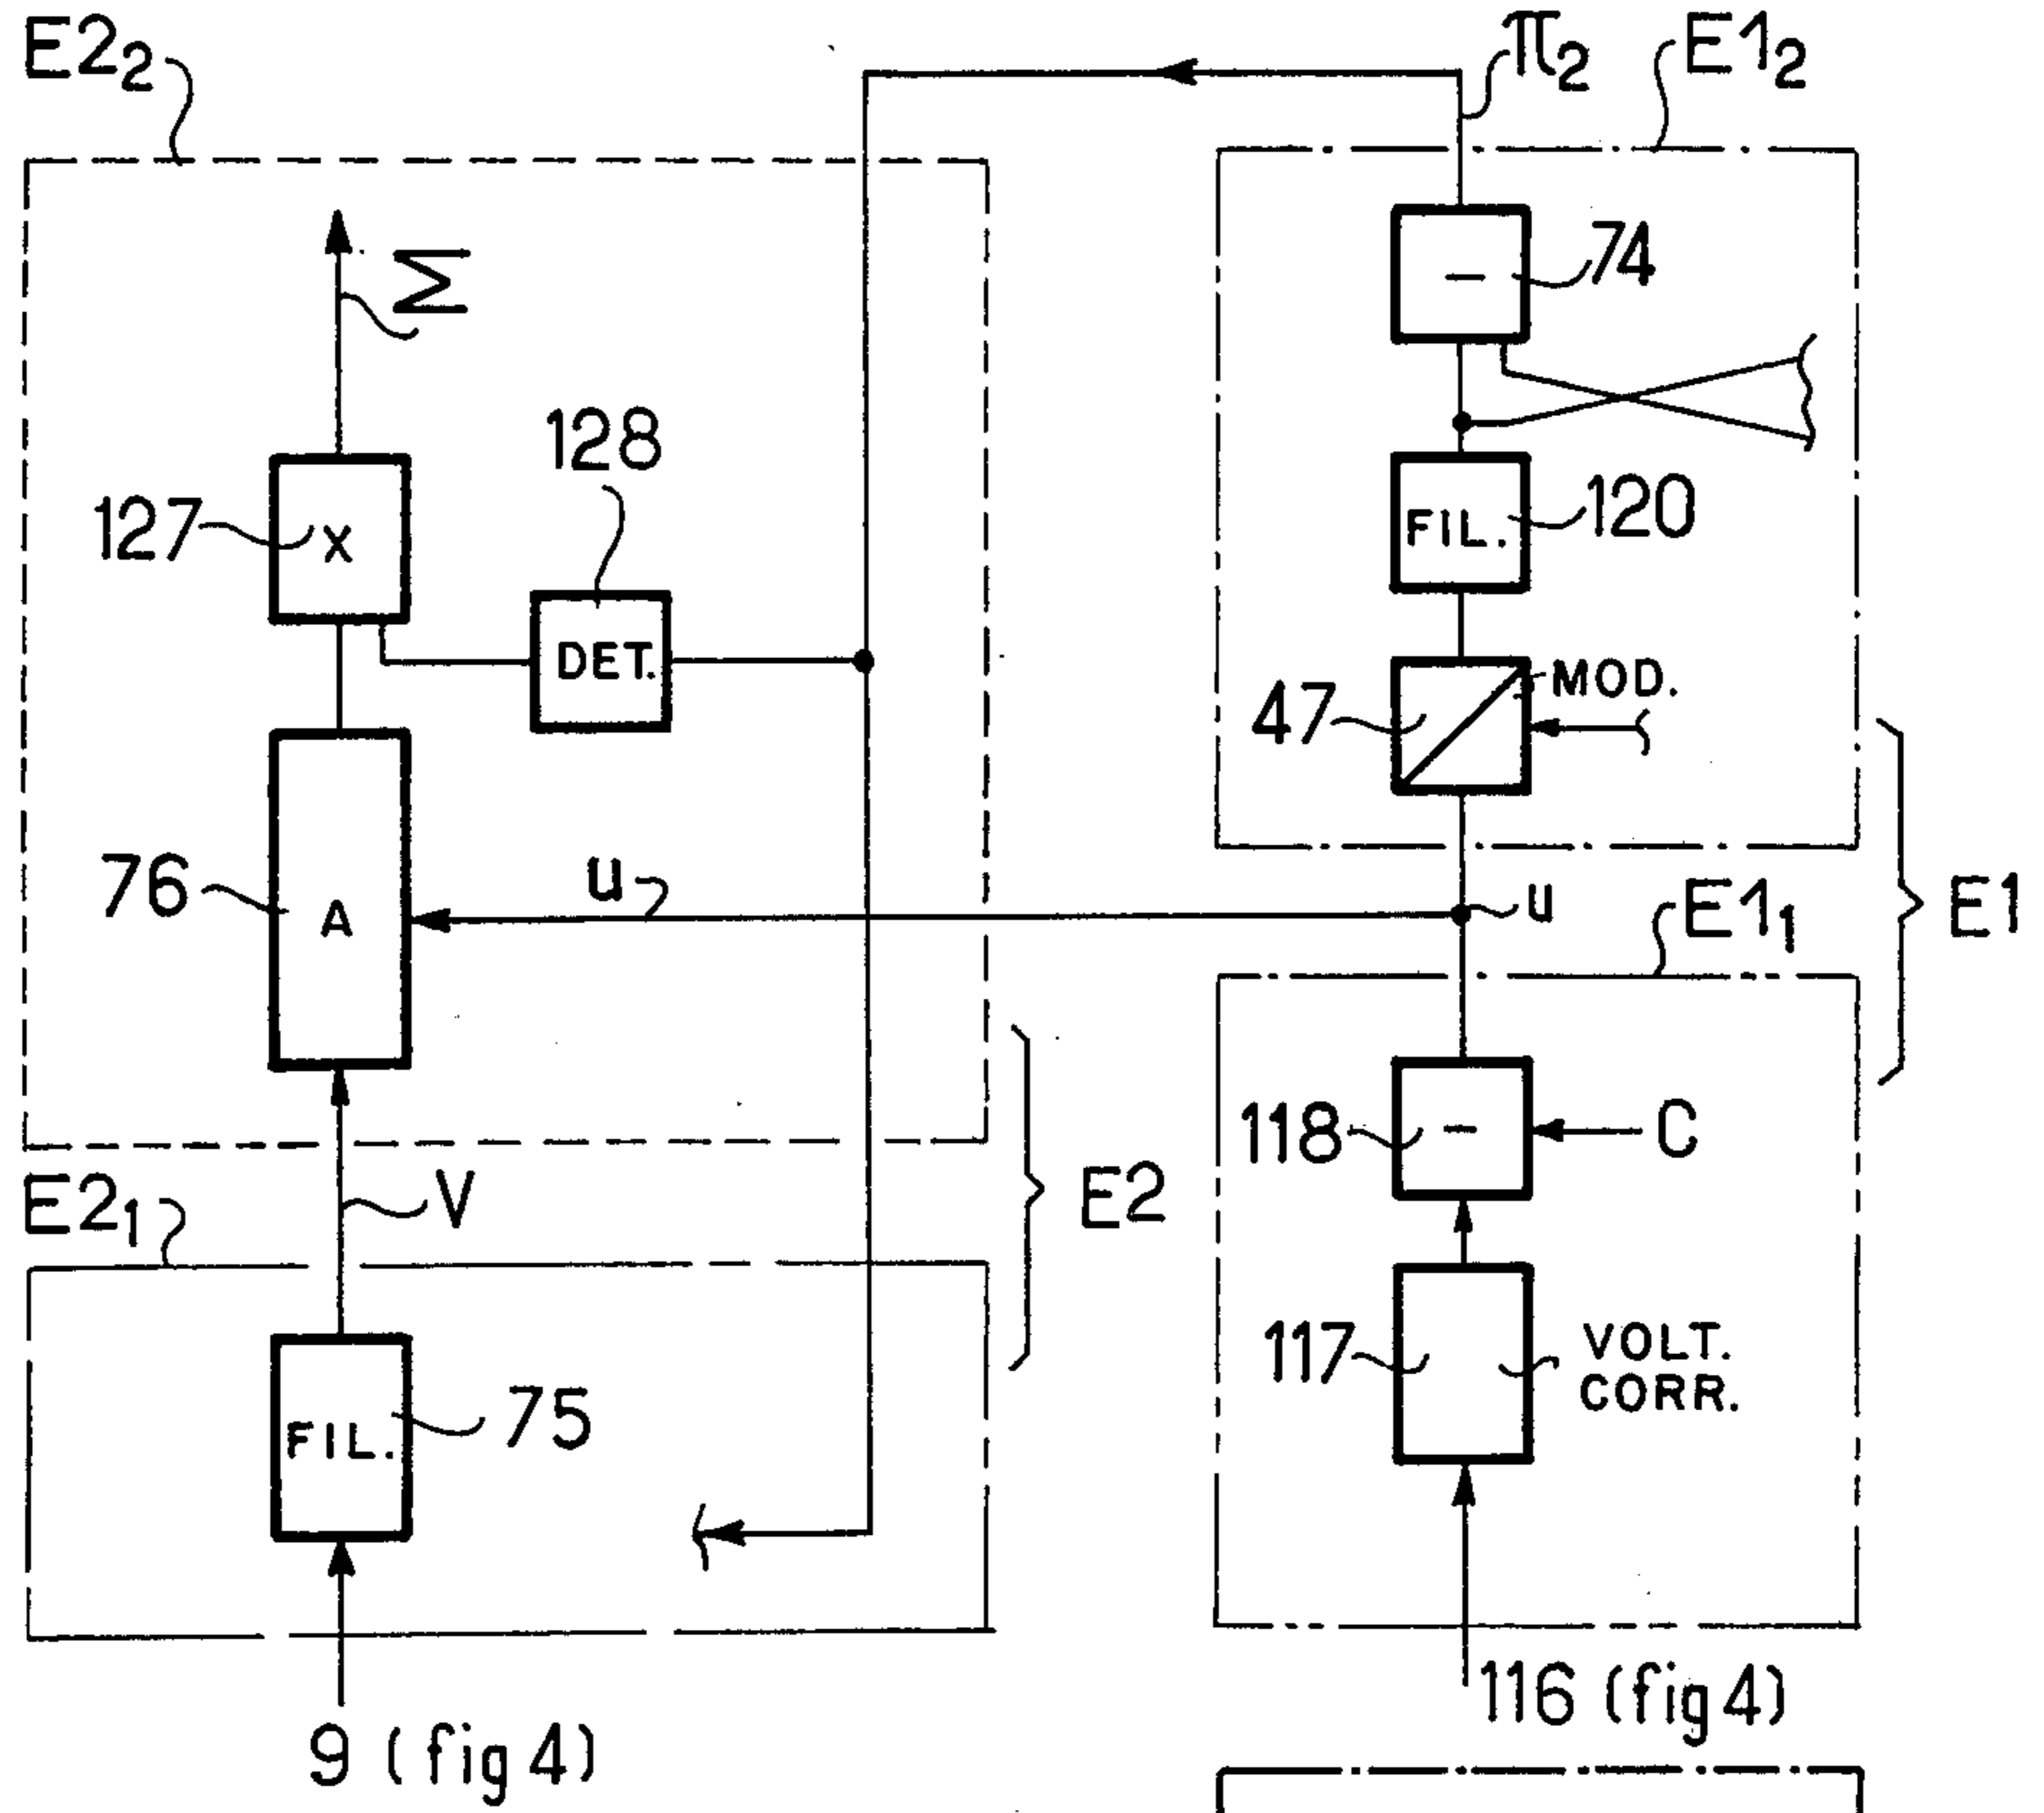 E2₂
π₂
E1₂
Σ
74
128
127
X
FIL.
120
DET.
MOD.
47
76
A
u
u
E1₁
E1
118
-
C
E2₁
V
E2
117
VOLT.
CORR.
75
FIL.
116 (fig 4)
9 (fig 4)